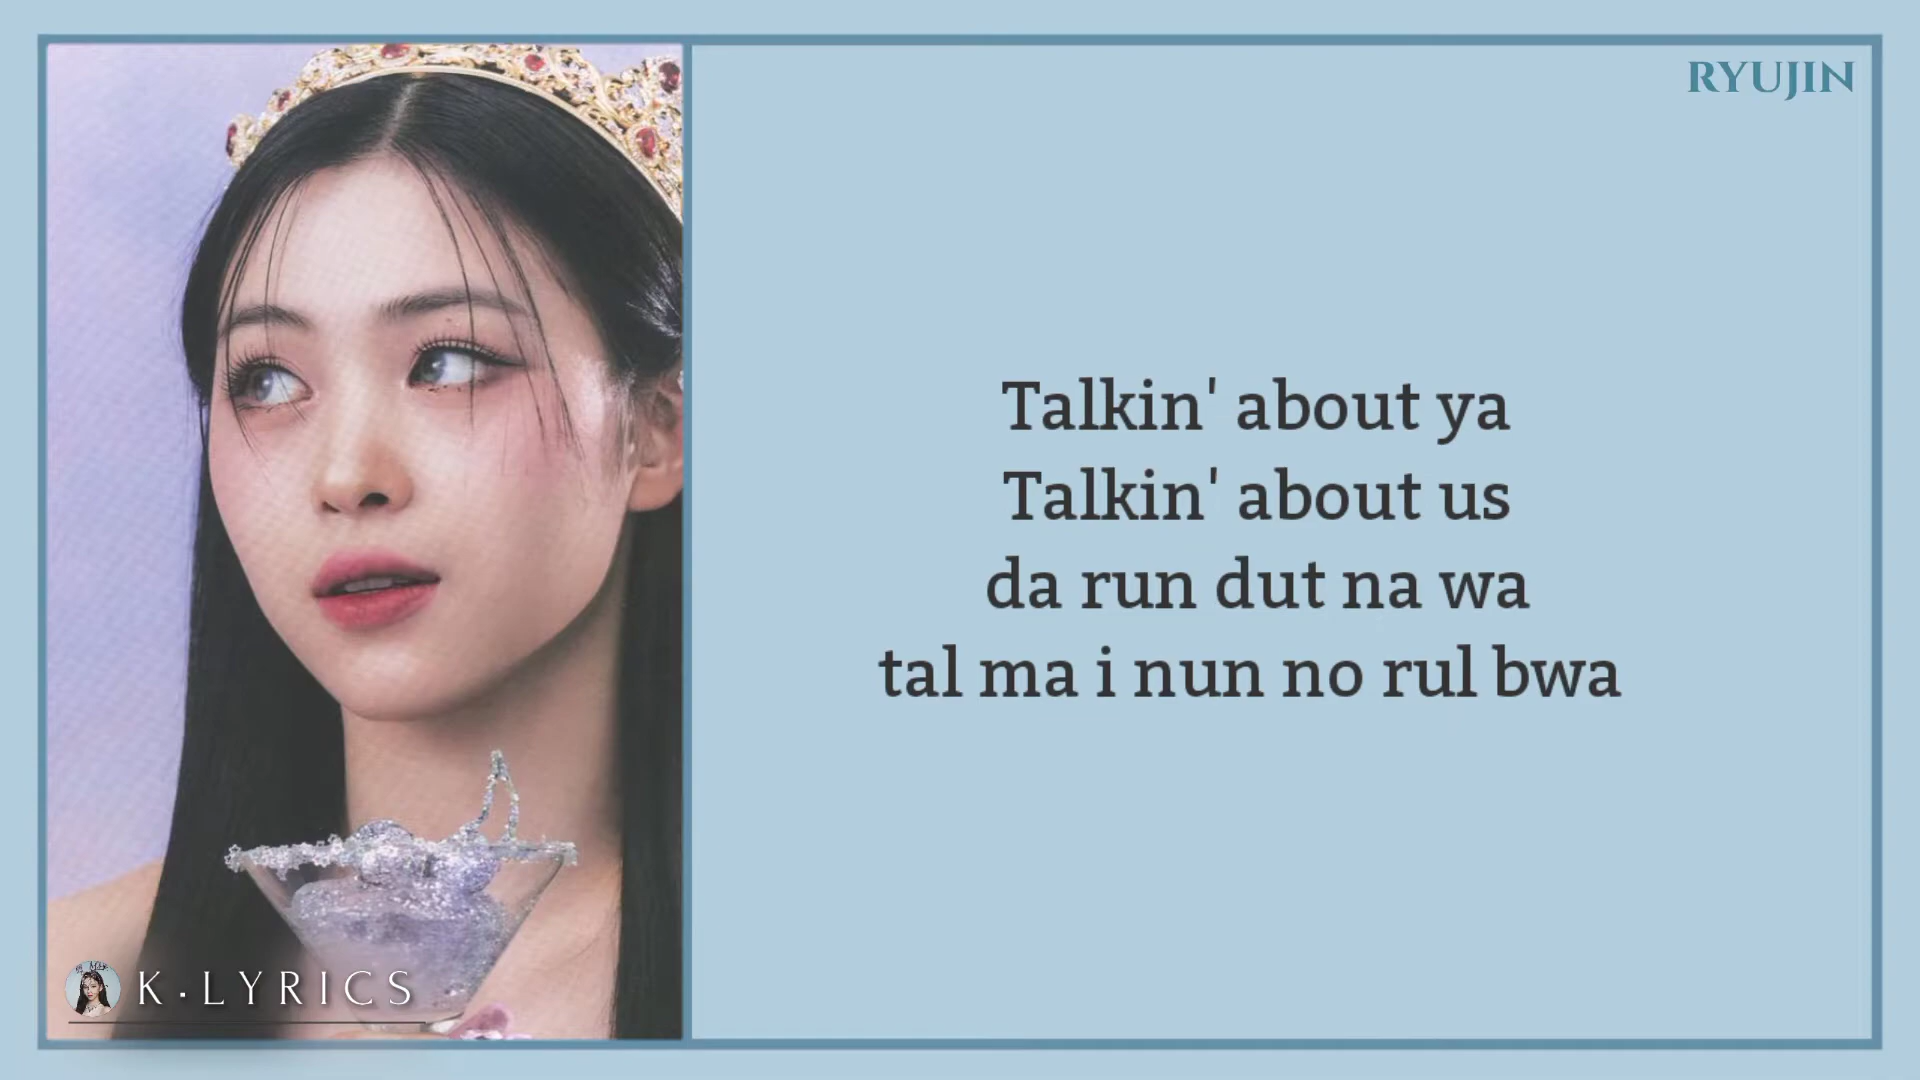 RYUJIN
Talkin' about ya
Talkin' about us
da run dut na wa
tal ma i nun no rul bwa
K·LYRICS